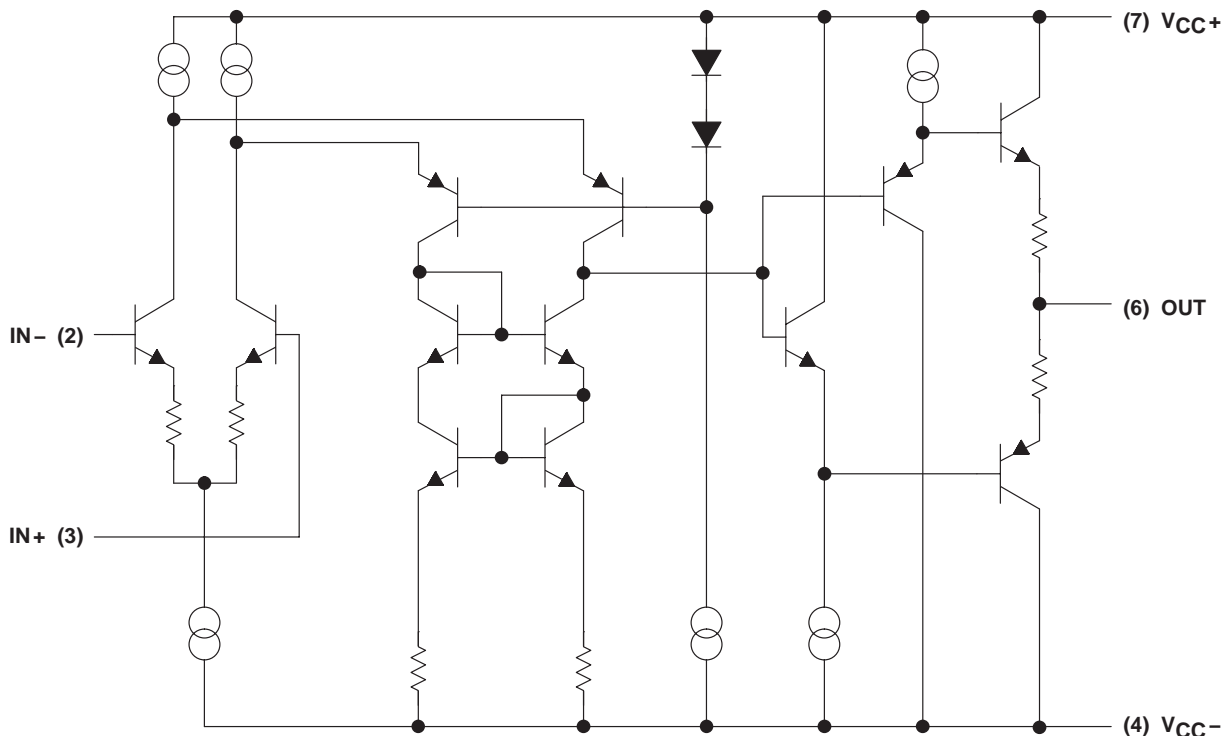 (7) VCC+
IN− (2)
(6) OUT
IN+ (3)
(4) VCC−